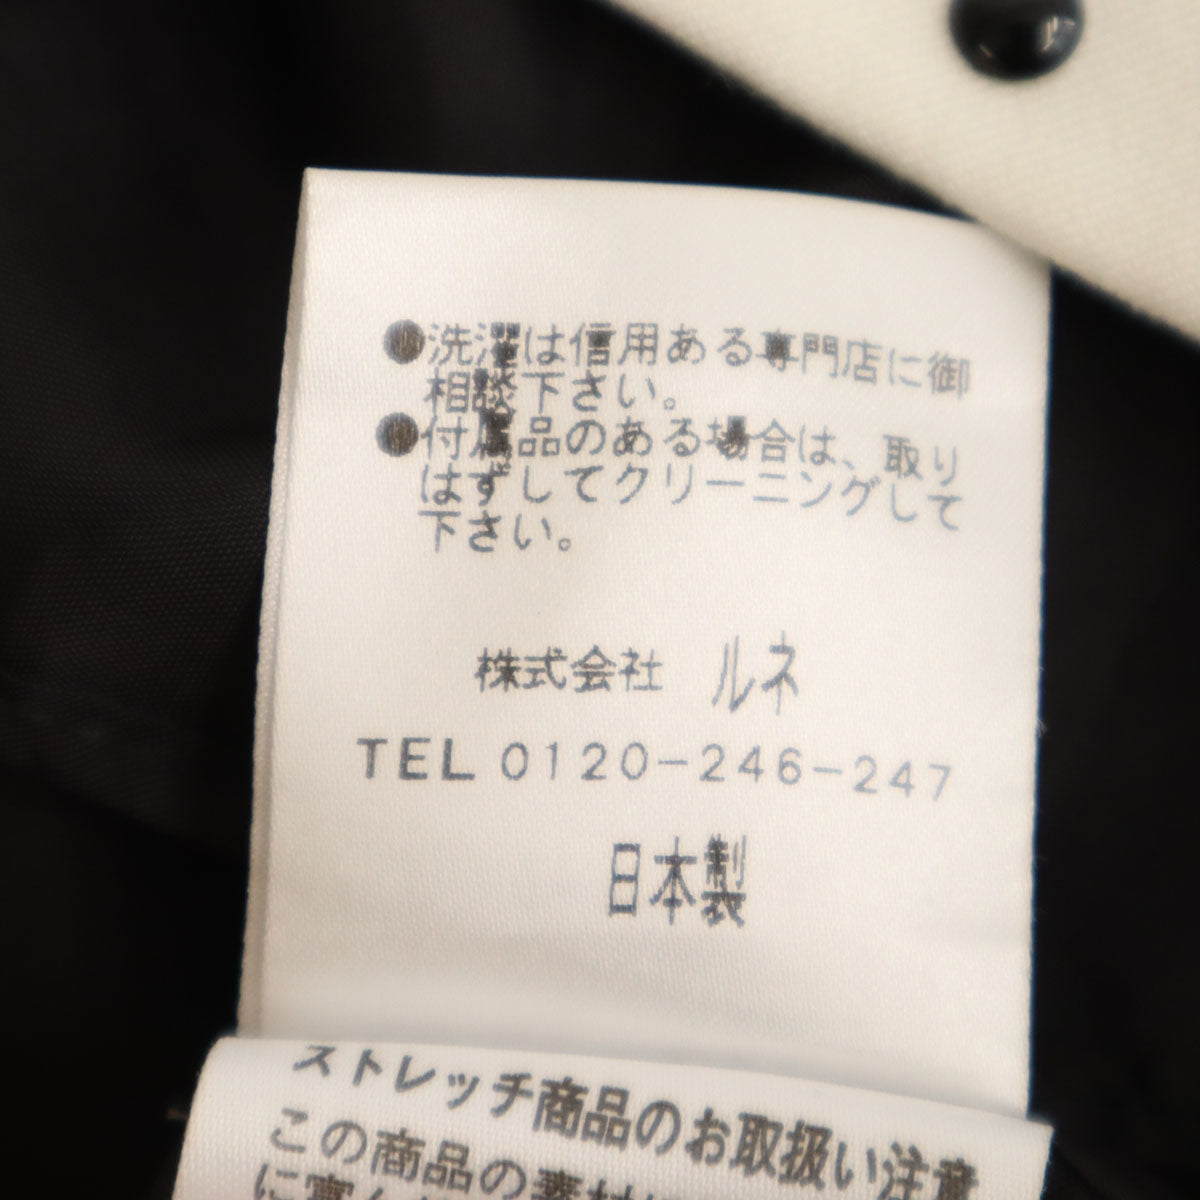 ●洗濯は信用ある専門店に御
相談下さい。
●付属品のある場合は、取り
はずしてクリーニングして
下さい。
株式会社 ルネ
TEL 0120-246-247
日本製
ストレッチ商品のお取扱い注意
この商品の素材
に富